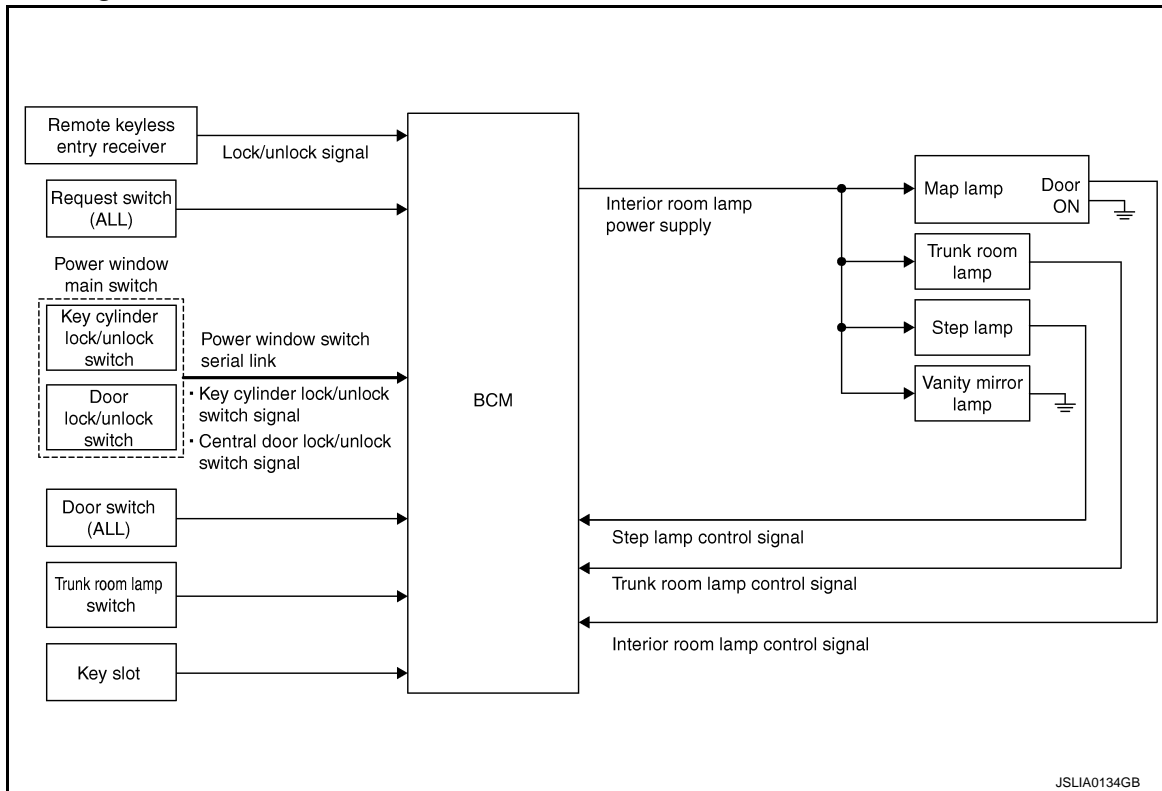 Remote keyless
entry receiver
Lock/unlock signal
Request switch
(ALL)
Power window
main switch
Key cylinder
lock/unlock
switch
Door
lock/unlock
switch
Power window switch
serial link
· Key cylinder lock/unlock
switch signal
· Central door lock/unlock
switch signal
Door switch
(ALL)
Trunk room lamp
switch
Key slot
BCM
Interior room lamp
power supply
Map lamp
Door
ON
Trunk room
lamp
Step lamp
Vanity mirror
lamp
Step lamp control signal
Trunk room lamp control signal
Interior room lamp control signal
JSLIA0134GB